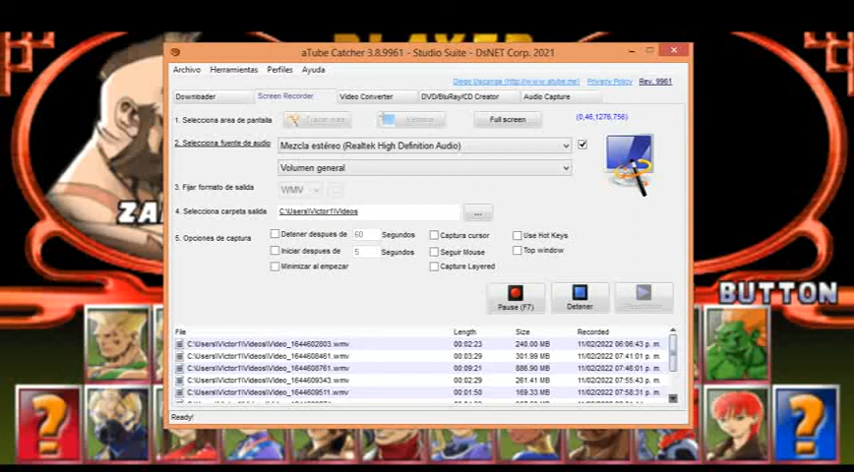 PLAYER
aTube Catcher 3.8.9961 - Studio Suite - DsNET Corp. 2021
Archivo Herramientas Perfiles Ayuda
Diego Uscanga (http://www.atube.me) Privacy Policy Rev. 9961
Downloader Screen Recorder Video Converter DVD/BluRay/CD Creator Audio Capture
1. Selecciona area de pantalla Full screen (0,46,1276,756)
2. Selecciona fuente de audio Mezcla estéreo (Realtek High Definition Audio)
Volumen general
3. Fijar formato de salida WMV
4. Selecciona carpeta salida C:\Users\Victor1\Videos ...
5. Opciones de captura Detener despues de 60 Segundos Captura cursor Use Hot Keys
Iniciar despues de 5 Segundos Seguir Mouse Top window
Minimizar al empezar Capture Layered
ZA
BUTTON
Pause (F7) Detener
File Length Size Recorded
C:\Users\Victor1\Videos\Video_1644602803.wmv 00:02:23 240.00 MB 11/02/2022 06:06:43 p. m.
C:\Users\Victor1\Videos\Video_1644608461.wmv 00:03:29 301.99 MB 11/02/2022 07:41:01 p. m.
C:\Users\Victor1\Videos\Video_1644608761.wmv 00:09:21 886.90 MB 11/02/2022 07:46:01 p. m.
C:\Users\Victor1\Videos\Video_1644609343.wmv 00:02:29 261.41 MB 11/02/2022 07:55:43 p. m.
C:\Users\Victor1\Videos\Video_1644609511.wmv 00:01:50 169.33 MB 11/02/2022 07:58:31 p. m.
Ready!